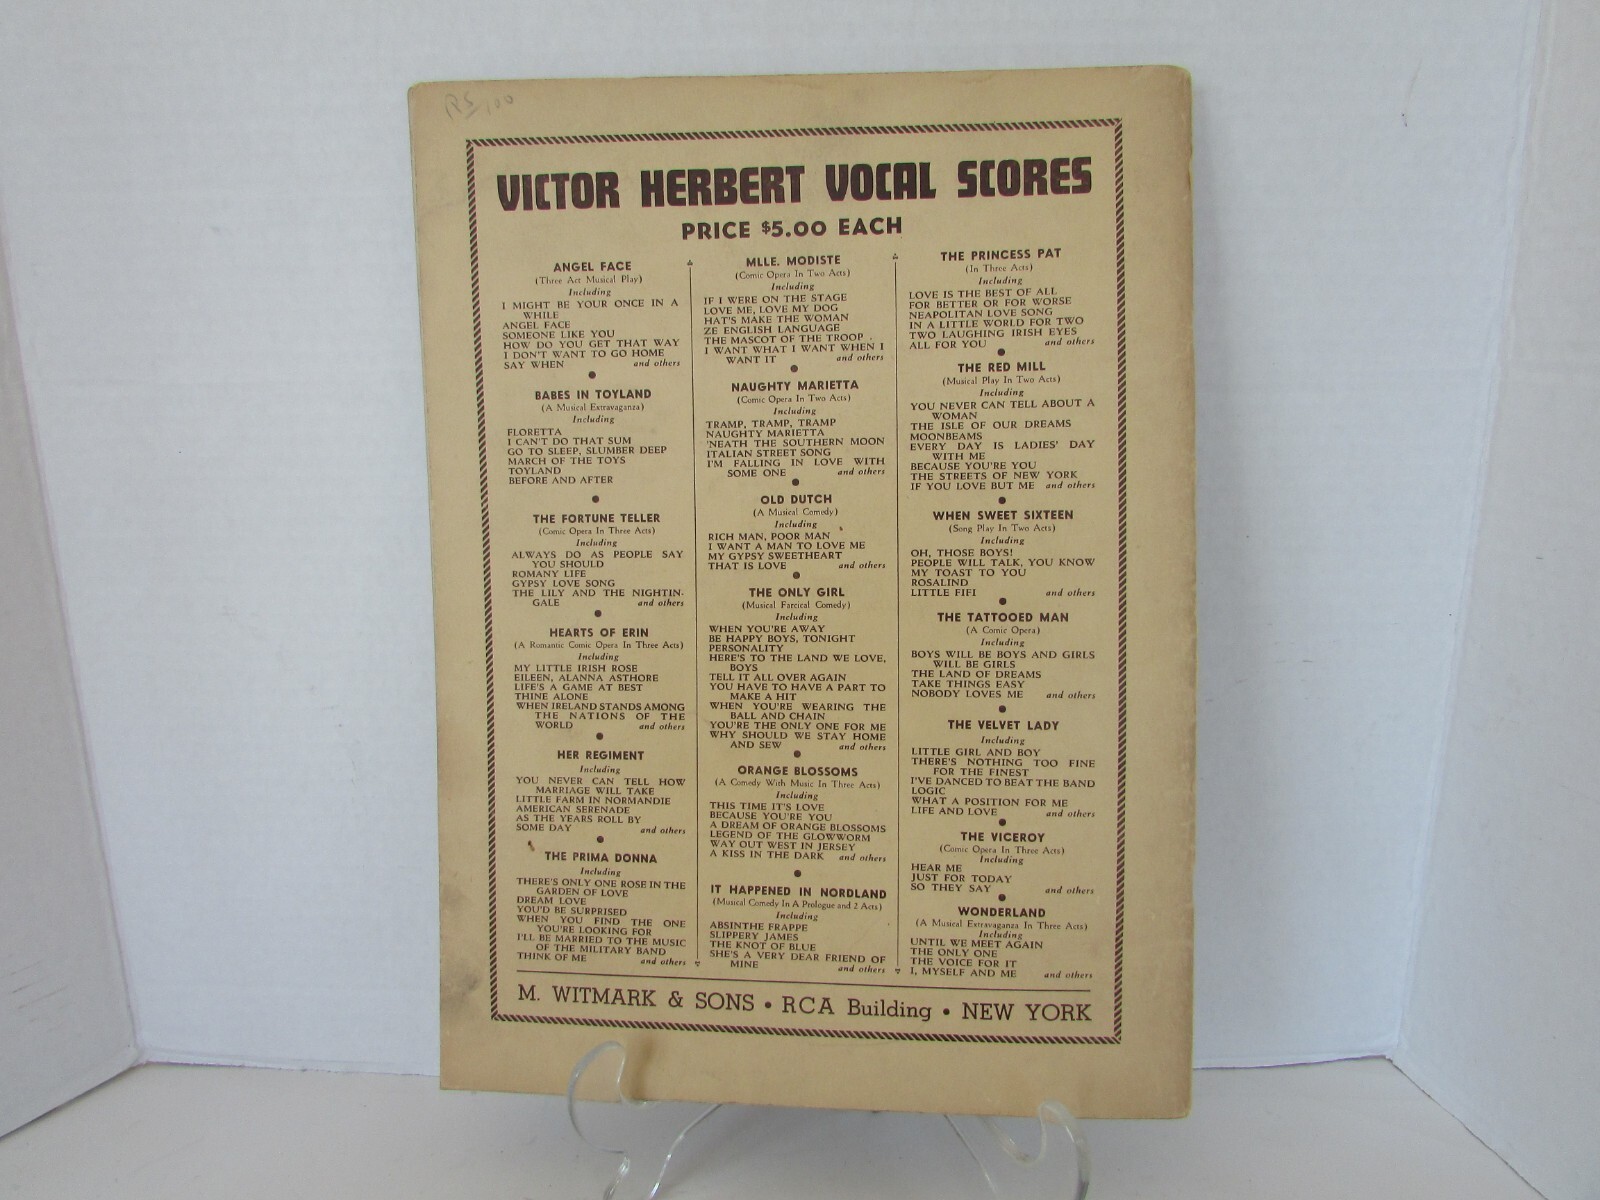 VICTOR HERBERT VOCAL SCORES
PRICE $5.00 EACH
ANGEL FACE
(Three Act Musical Play)
Including
I MIGHT BE YOUR ONCE IN A
WHILE
ANGEL FACE
SOMEONE LIKE YOU
HOW DO YOU GET THAT WAY
I DON'T WANT TO GO HOME
SAY WHEN and others
BABES IN TOYLAND
(A Musical Extravaganza)
Including
FLORETTA
I CAN'T DO THAT SUM
GO TO SLEEP, SLUMBER DEEP
MARCH OF THE TOYS
TOYLAND
BEFORE AND AFTER
THE FORTUNE TELLER
(Comic Opera In Three Acts)
Including
ALWAYS DO AS PEOPLE SAY
YOU SHOULD
ROMANY LIFE
GYPSY LOVE SONG
THE LILY AND THE NIGHTIN-
GALE and others
HEARTS OF ERIN
(A Romantic Comic Opera In Three Acts)
Including
MY LITTLE IRISH ROSE
EILEEN, ALANNA ASTHORE
LIFE'S A GAME AT BEST
THINE ALONE
WHEN IRELAND STANDS AMONG
THE NATIONS OF THE
WORLD and others
HER REGIMENT
Including
YOU NEVER CAN TELL HOW
MARRIAGE WILL TAKE
LITTLE FARM IN NORMANDIE
AMERICAN SERENADE
AS THE YEARS ROLL BY
SOME DAY and others
THE PRIMA DONNA
Including
THERE'S ONLY ONE ROSE IN THE
GARDEN OF LOVE
DREAM LOVE
YOU'D BE SURPRISED
WHEN YOU FIND THE ONE
YOU'RE LOOKING FOR
I'LL BE MARRIED TO THE MUSIC
OF THE MILITARY BAND
THINK OF ME and others
MLLE. MODISTE
(Comic Opera In Two Acts)
Including
IF I WERE ON THE STAGE
LOVE ME, LOVE MY DOG
HAT'S MAKE THE WOMAN
ZE ENGLISH LANGUAGE
THE MASCOT OF THE TROOP
I WANT WHAT I WANT WHEN I
WANT IT and others
NAUGHTY MARIETTA
(Comic Opera In Two Acts)
Including
TRAMP, TRAMP, TRAMP
NAUGHTY MARIETTA
'NEATH THE SOUTHERN MOON
ITALIAN STREET SONG
I'M FALLING IN LOVE WITH
SOME ONE and others
OLD DUTCH
(A Musical Comedy)
Including
RICH MAN, POOR MAN
I WANT A MAN TO LOVE ME
MY GYPSY SWEETHEART
THAT IS LOVE and others
THE ONLY GIRL
(Musical Farcical Comedy)
Including
WHEN YOU'RE AWAY
BE HAPPY BOYS, TONIGHT
PERSONALITY
HERE'S TO THE LAND WE LOVE,
BOYS
TELL IT ALL OVER AGAIN
YOU HAVE TO HAVE A PART TO
MAKE A HIT
WHEN YOU'RE WEARING THE
BALL AND CHAIN
YOU'RE THE ONLY ONE FOR ME
WHY SHOULD WE STAY HOME
AND SEW and others
ORANGE BLOSSOMS
(A Comedy With Music In Three Acts)
Including
THIS TIME IT'S LOVE
BECAUSE YOU'RE YOU
A DREAM OF ORANGE BLOSSOMS
LEGEND OF THE GLOWWORM
WAY OUT WEST IN JERSEY
A KISS IN THE DARK and others
IT HAPPENED IN NORDLAND
(Musical Comedy In A Prologue and 2 Acts)
Including
ABSINTHE FRAPPE
SLIPPERY JAMES
THE KNOT OF BLUE
SHE'S A VERY DEAR FRIEND OF
MINE and others
THE PRINCESS PAT
(In Three Acts)
Including
LOVE IS THE BEST OF ALL
FOR BETTER OR FOR WORSE
NEAPOLITAN LOVE SONG
IN A LITTLE WORLD FOR TWO
TWO LAUGHING IRISH EYES
ALL FOR YOU and others
THE RED MILL
(Musical Play In Two Acts)
Including
YOU NEVER CAN TELL ABOUT A
WOMAN
THE ISLE OF OUR DREAMS
MOONBEAMS
EVERY DAY IS LADIES' DAY
WITH ME
BECAUSE YOU'RE YOU
THE STREETS OF NEW YORK
IF YOU LOVE BUT ME and others
WHEN SWEET SIXTEEN
(Song Play In Two Acts)
Including
OH, THOSE BOYS!
PEOPLE WILL TALK, YOU KNOW
MY TOAST TO YOU
ROSALIND
LITTLE FIFI and others
THE TATTOOED MAN
(A Comic Opera)
Including
BOYS WILL BE BOYS AND GIRLS
WILL BE GIRLS
THE LAND OF DREAMS
TAKE THINGS EASY
NOBODY LOVES ME and others
THE VELVET LADY
Including
LITTLE GIRL AND BOY
THERE'S NOTHING TOO FINE
FOR THE FINEST
I'VE DANCED TO BEAT THE BAND
LOGIC
WHAT A POSITION FOR ME
LIFE AND LOVE and others
THE VICEROY
(Comic Opera In Three Acts)
Including
HEAR ME
JUST FOR TODAY
SO THEY SAY and others
WONDERLAND
(A Musical Extravaganza In Three Acts)
Including
UNTIL WE MEET AGAIN
THE ONLY ONE
THE VOICE FOR IT
I, MYSELF AND ME and others
M. WITMARK & SONS • RCA Building • NEW YORK